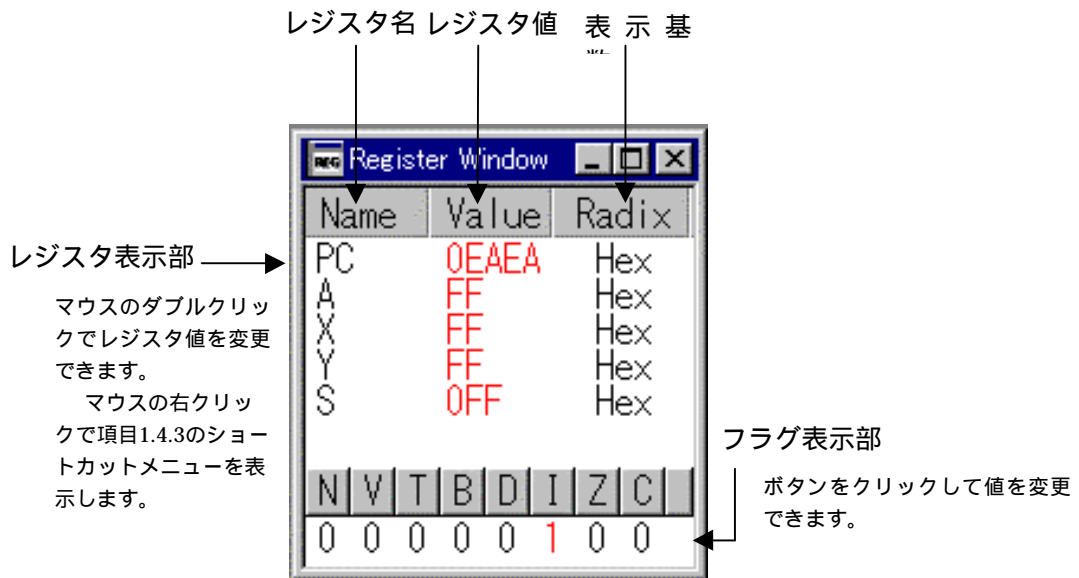 レジスタ名 レジスタ値 表 示 基
REG Register Window
Name Value Radix
レジスタ表示部
マウスのダブルクリッ
クでレジスタ値を変更
できます。
マウスの右クリッ
クで項目1.4.3のショー
トカットメニューを表
示します。
PC 0EAEA Hex
A FF Hex
X FF Hex
Y FF Hex
S 0FF Hex
N V T B D I Z C
0 0 0 0 0 1 0 0
フラグ表示部
ボタンをクリックして値を変更
できます。